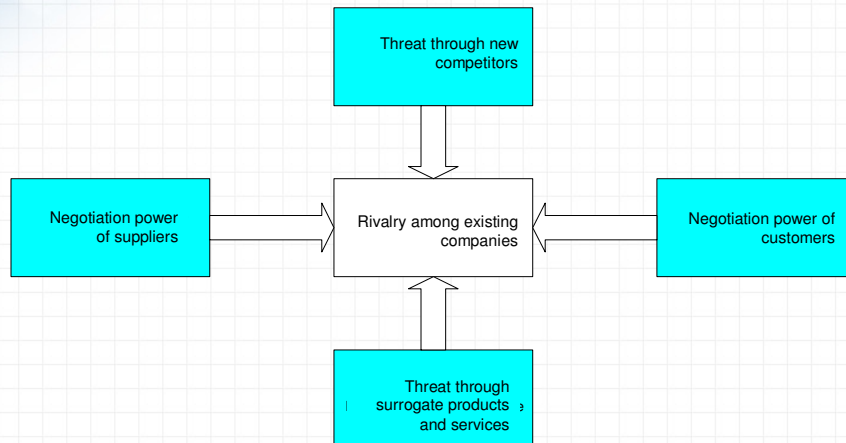 Threat through new
competitors
Negotiation power
of suppliers
Rivalry among existing
companies
Negotiation power of
customers
Threat through
surrogate products
and services